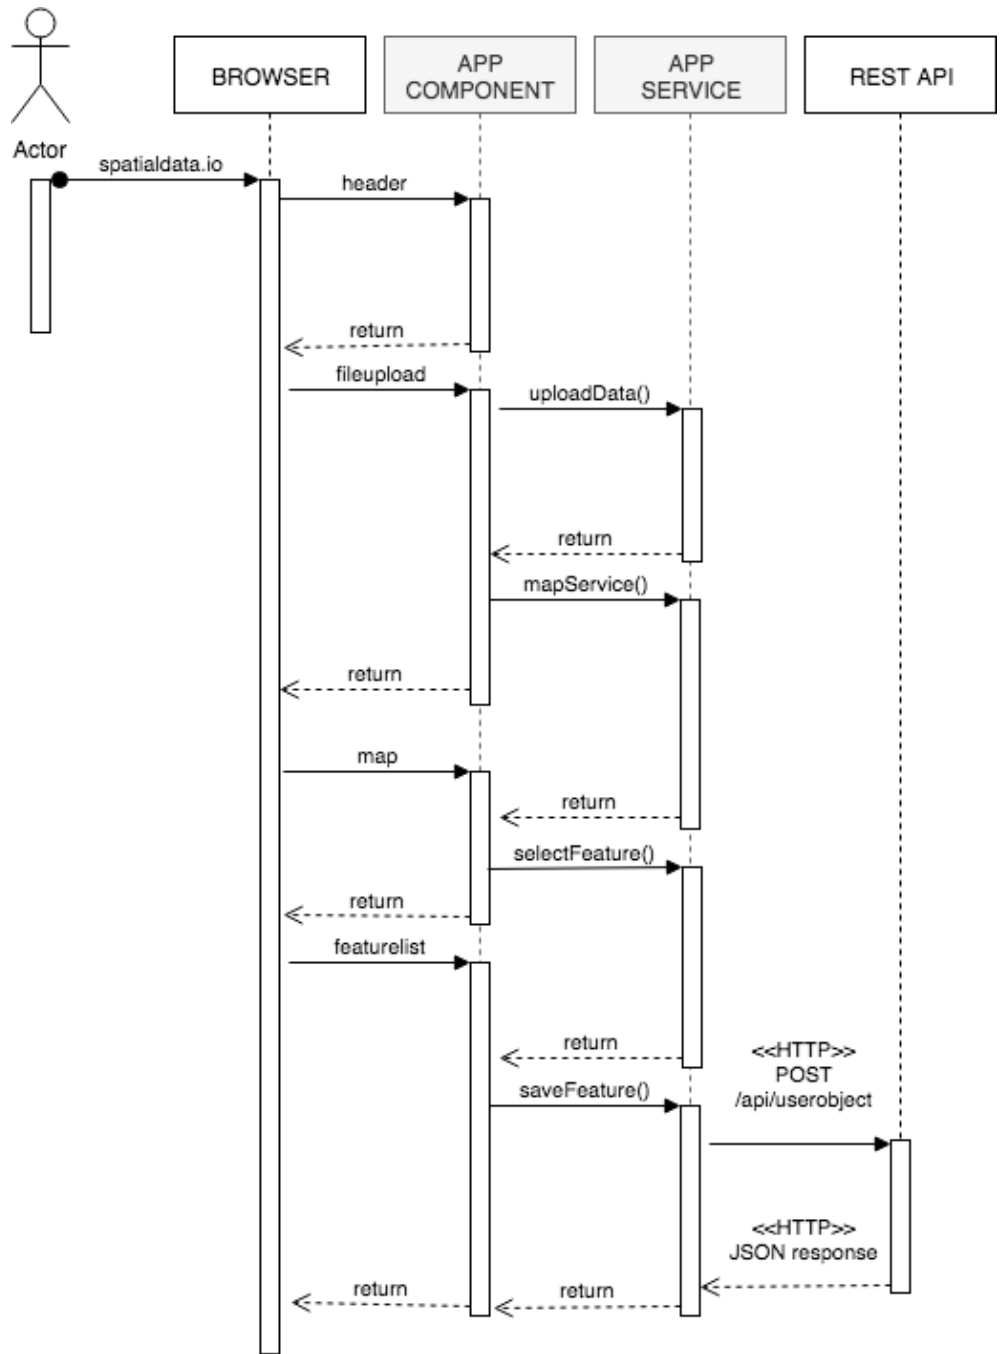 BROWSER
APP
COMPONENT
APP
SERVICE
REST API
Actor
spatialdata.io
header
return
fileupload
uploadData()
return
mapService()
return
map
return
selectFeature()
return
featurelist
return
<<HTTP>>
POST
/api/userobject
saveFeature()
<<HTTP>>
JSON response
return
return